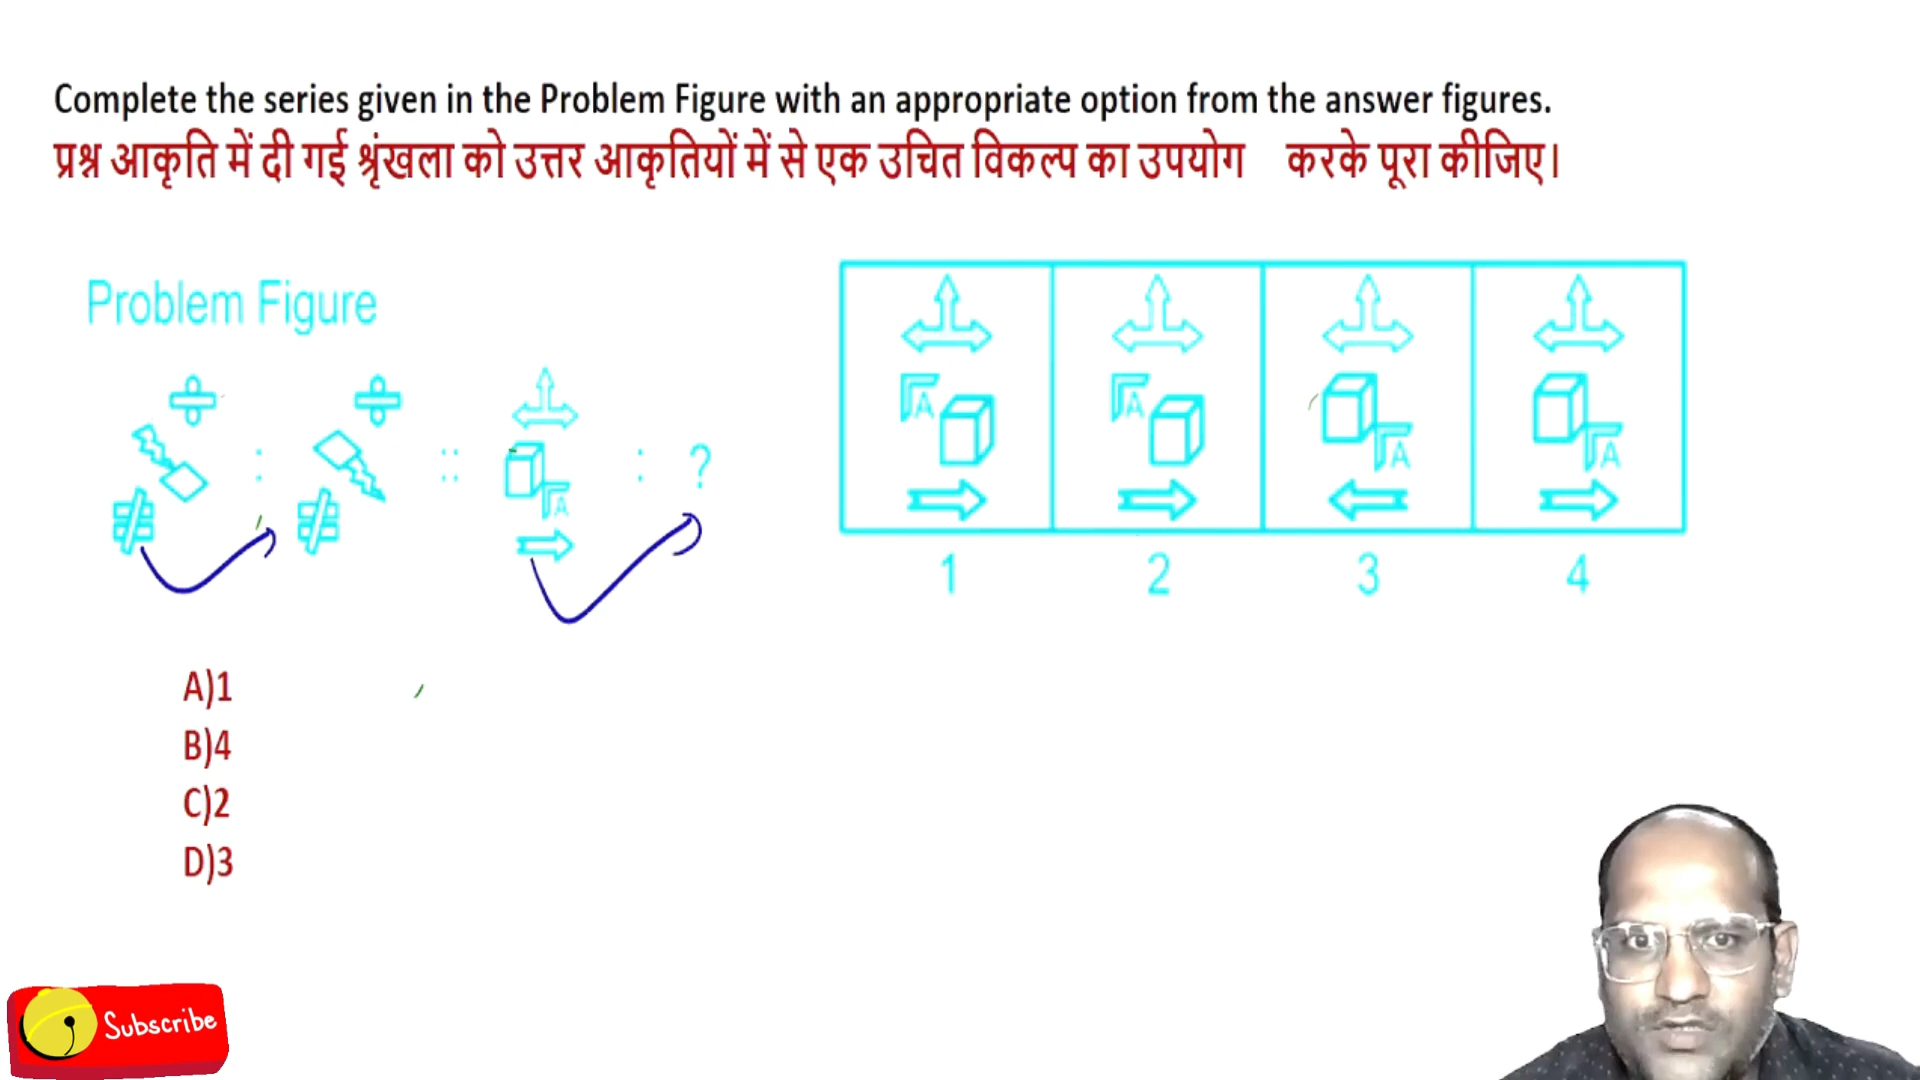 Complete the series given in the Problem Figure with an appropriate option from the answer figures.
प्रश्न आकृति में दी गई श्रृंखला को उत्तर आकृतियों में से एक उचित विकल्प का उपयोग करके पूरा कीजिए।
Problem Figure
: :: : ?
A
A A A A
1 2 3 4
A)1
B)4
C)2
D)3
Subscribe